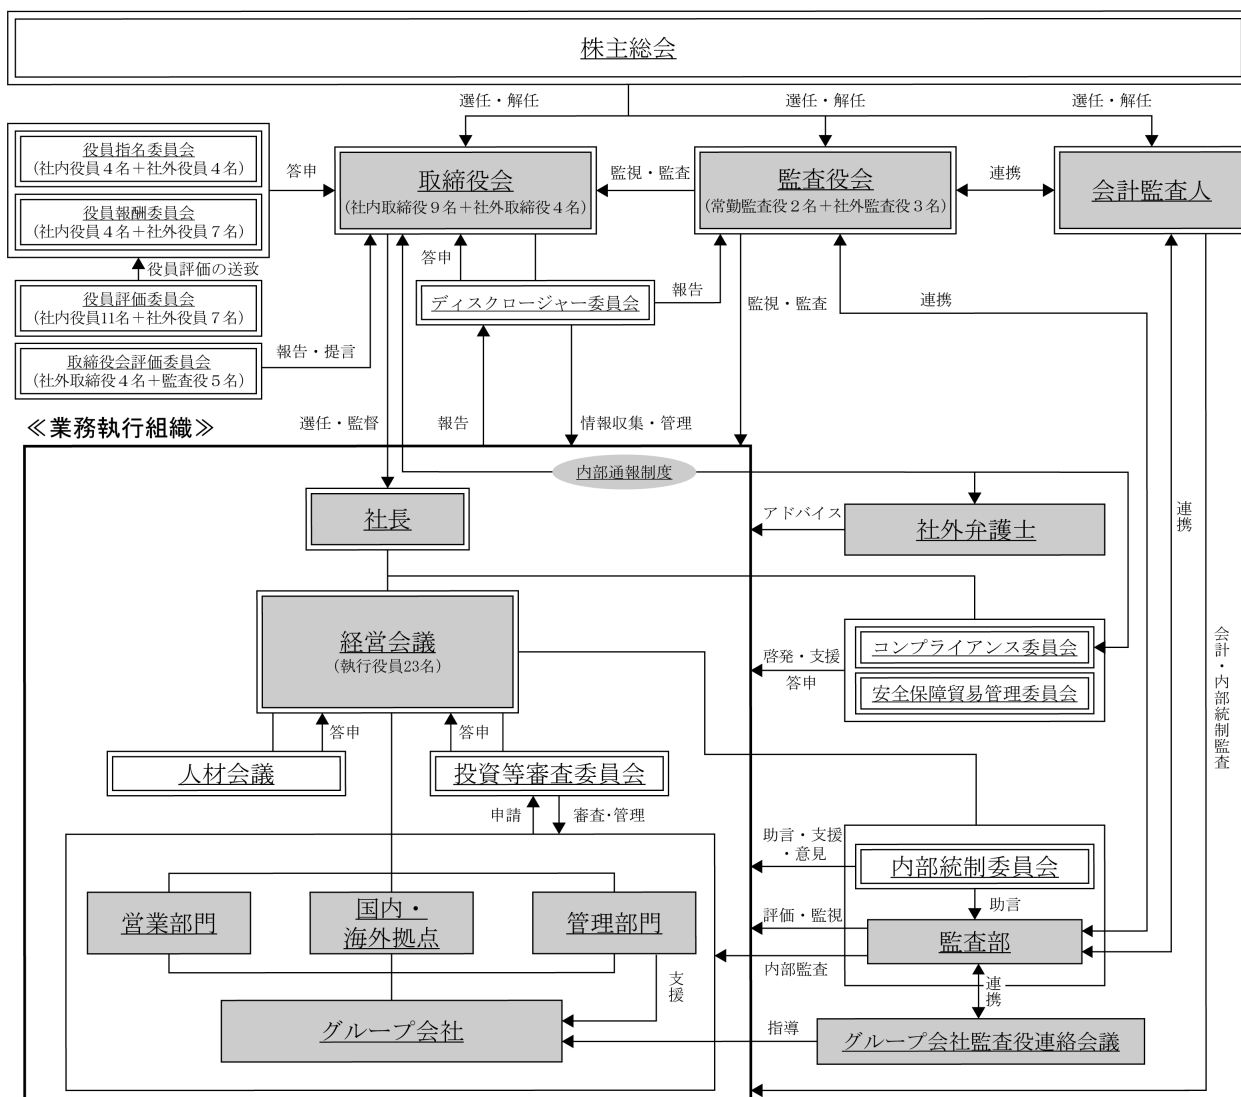 株主総会
選任・解任
選任・解任
選任・解任
役員指名委員会
(社内役員４名＋社外役員４名)
役員報酬委員会
(社内役員４名＋社外役員７名)
役員評価の送致
役員評価委員会
(社内役員11名＋社外役員７名)
取締役会評価委員会
(社外取締役４名＋監査役５名)
答申
取締役会
(社内取締役９名＋社外取締役４名)
監視・監査
監査役会
(常勤監査役２名＋社外監査役３名)
連携
会計監査人
答申
ディスクロージャー委員会
報告
監視・監査
連携
報告・提言
≪業務執行組織≫
選任・監督
報告
情報収集・管理
内部通報制度
社長
アドバイス
社外弁護士
連携
経営会議
(執行役員23名)
啓発・支援
答申
コンプライアンス委員会
安全保障貿易管理委員会
会計・内部統制監査
答申
答申
人材会議
投資等審査委員会
申請
審査・管理
助言・支援
・意見
内部統制委員会
助言
営業部門
国内・
海外拠点
管理部門
評価・監視
監査部
内部監査
支援
連携
グループ会社
指導
グループ会社監査役連絡会議